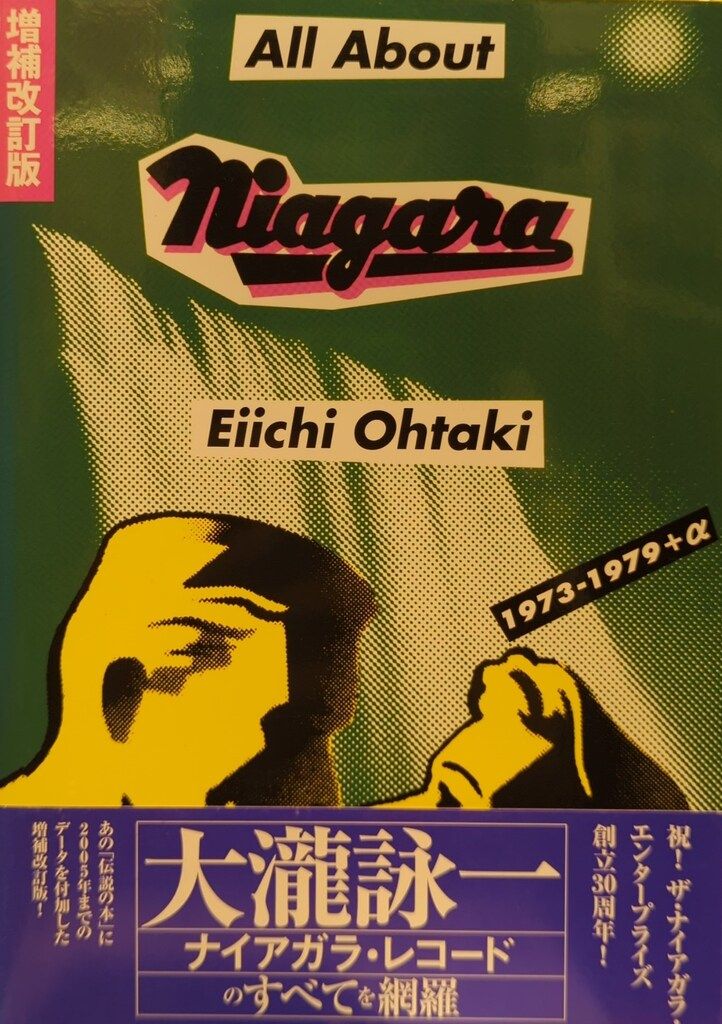 増補改訂版
All About
Niagara
Eiichi Ohtaki
1973-1979+α
祝！ザ・ナイアガラ・
エンタープライズ
創立30周年！
大瀧詠一
ナイアガラ・レコード
のすべてを網羅
あの「伝説の本」に
2005年までの
データを付加した
増補改訂版！